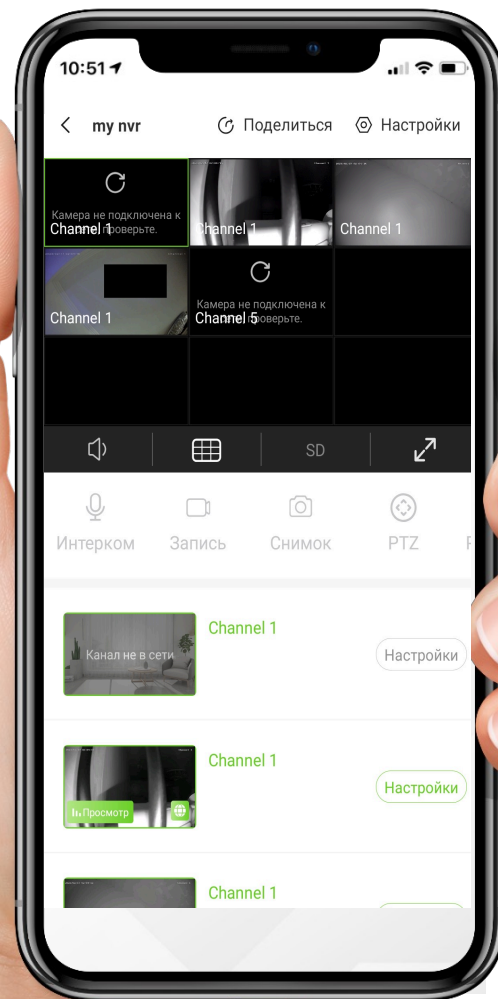 10:51
my nvr
Поделиться
Настройки
Камера не подключена к
Channel 1 проверьте.
Channel 1
Channel 1
Channel 1
Камера не подключена к
Channel 5 проверьте.
SD
Интерком
Запись
Снимок
PTZ
Channel 1
Канал не в сети
Настройки
Channel 1
Просмотр
Настройки
Channel 1